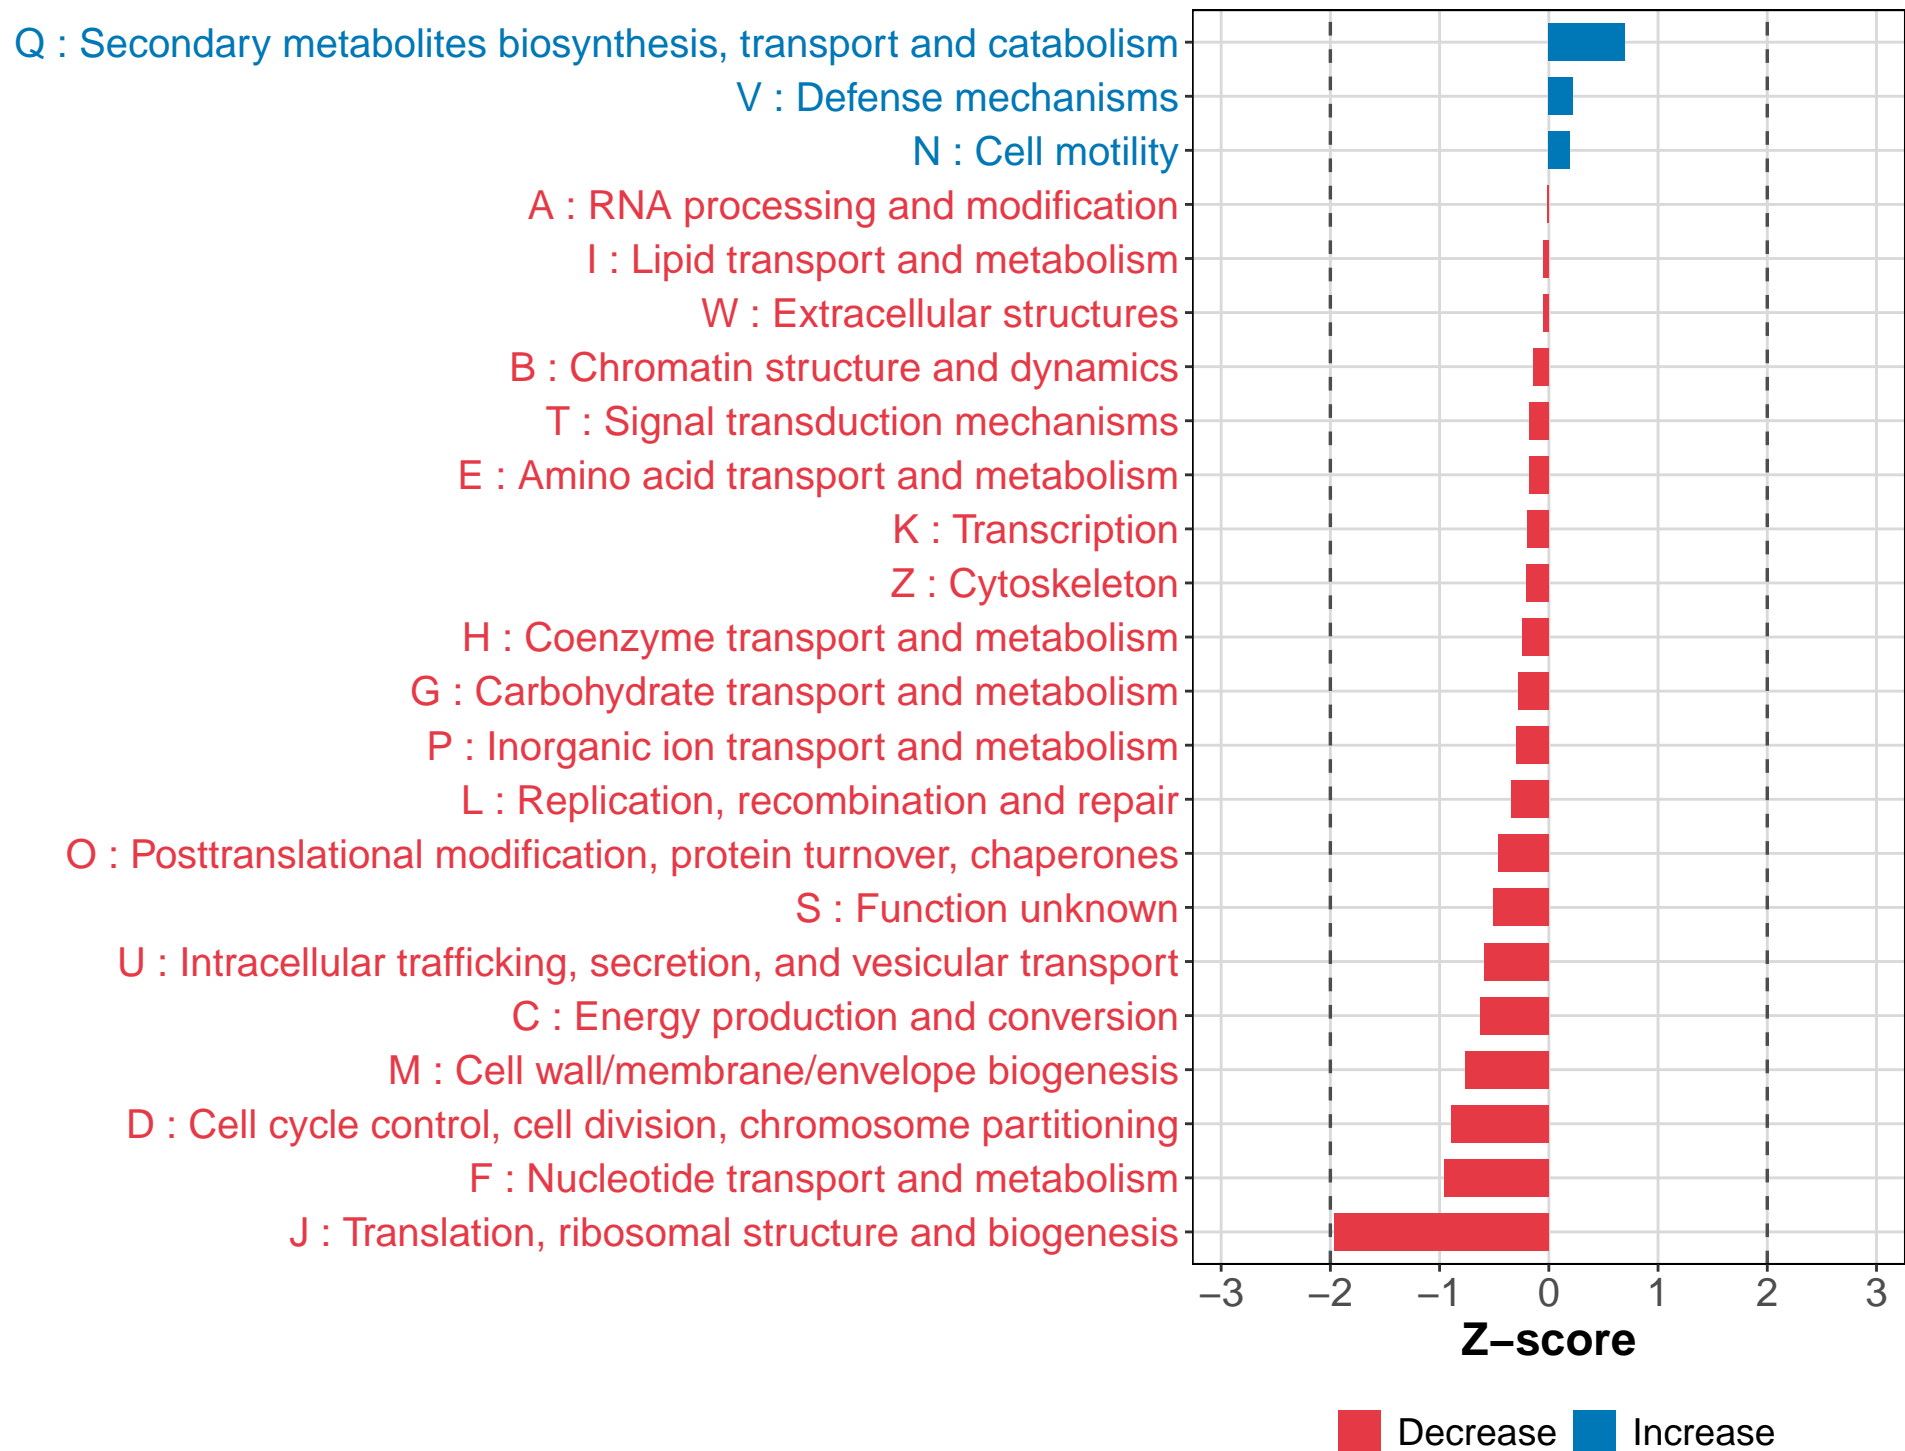 Q : Secondary metabolites biosynthesis, transport and catabolism
V : Defense mechanisms
N : Cell motility
A : RNA processing and modification
I : Lipid transport and metabolism
W : Extracellular structures
B : Chromatin structure and dynamics
T : Signal transduction mechanisms
E : Amino acid transport and metabolism
K : Transcription
Z : Cytoskeleton
H : Coenzyme transport and metabolism
G : Carbohydrate transport and metabolism
P : Inorganic ion transport and metabolism
L : Replication, recombination and repair
O : Posttranslational modification, protein turnover, chaperones
S : Function unknown
U : Intracellular trafficking, secretion, and vesicular transport
C : Energy production and conversion
M : Cell wall/membrane/envelope biogenesis
D : Cell cycle control, cell division, chromosome partitioning
F : Nucleotide transport and metabolism
J : Translation, ribosomal structure and biogenesis
−3 −2 −1 0 1 2 3
Z−score
Decrease Increase